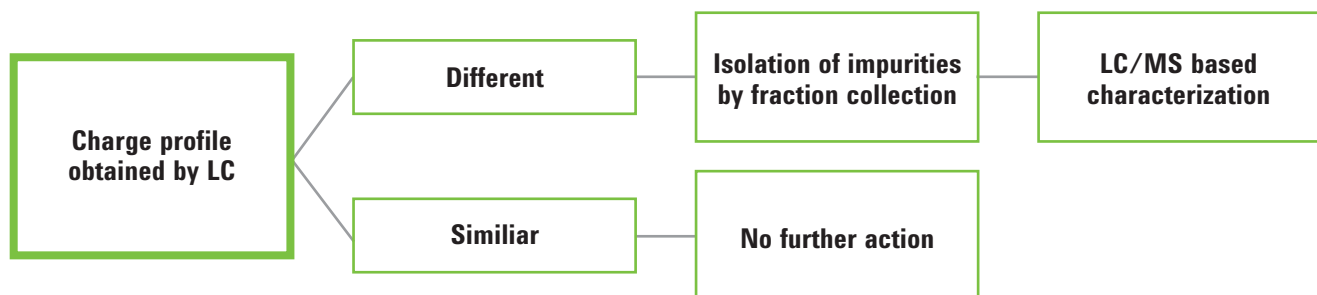 Charge profile
obtained by LC
Different
Isolation of impurities
by fraction collection
LC/MS based
characterization
Similiar
No further action